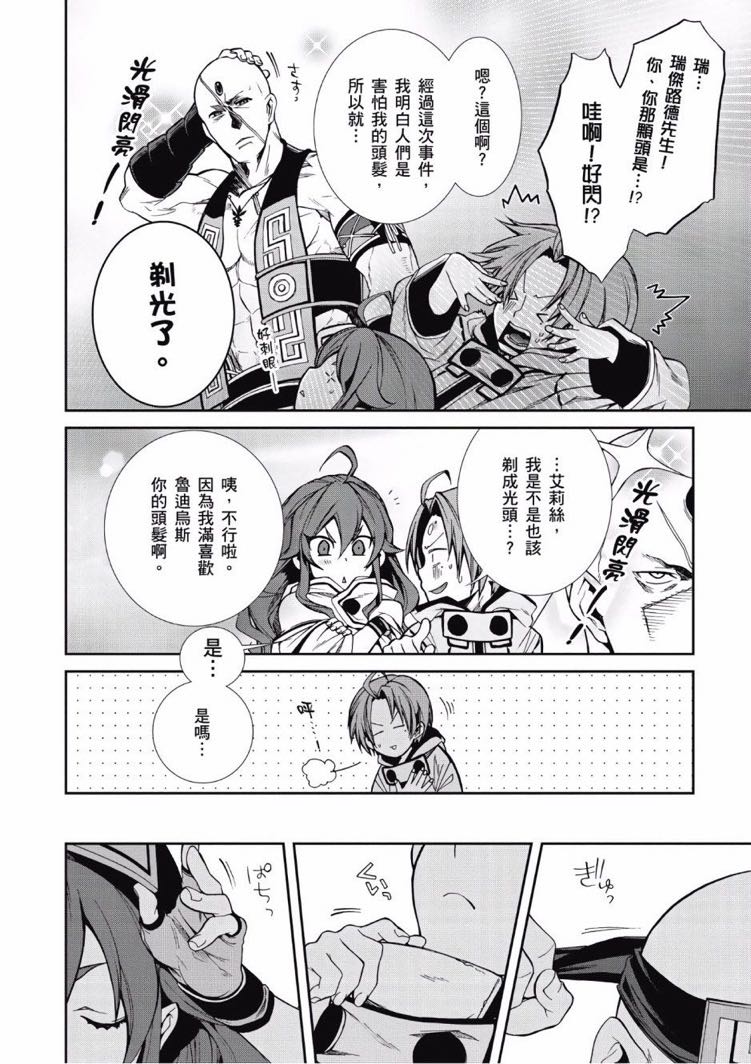 瑞…
瑞傑路德先生！
你、你那顆頭是…!?
哇啊！好閃!?
嗯？這個啊？
經過這次事件，
我明白人們是
害怕我的頭髮，
所以就…
さすっ
光滑閃亮——
剃光了。
好刺眼——
光滑閃亮——
…艾莉絲，
我是不是也該
剃成光頭…？
咦，不行啦。
因為我滿喜歡
魯迪烏斯
你的頭髮啊。
是…
是嗎…
呼…
ぎゅっ
くいっ
ぱちっ